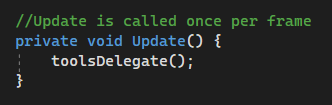 //Update is called once per frame
private void Update() {
    toolsDelegate();
}